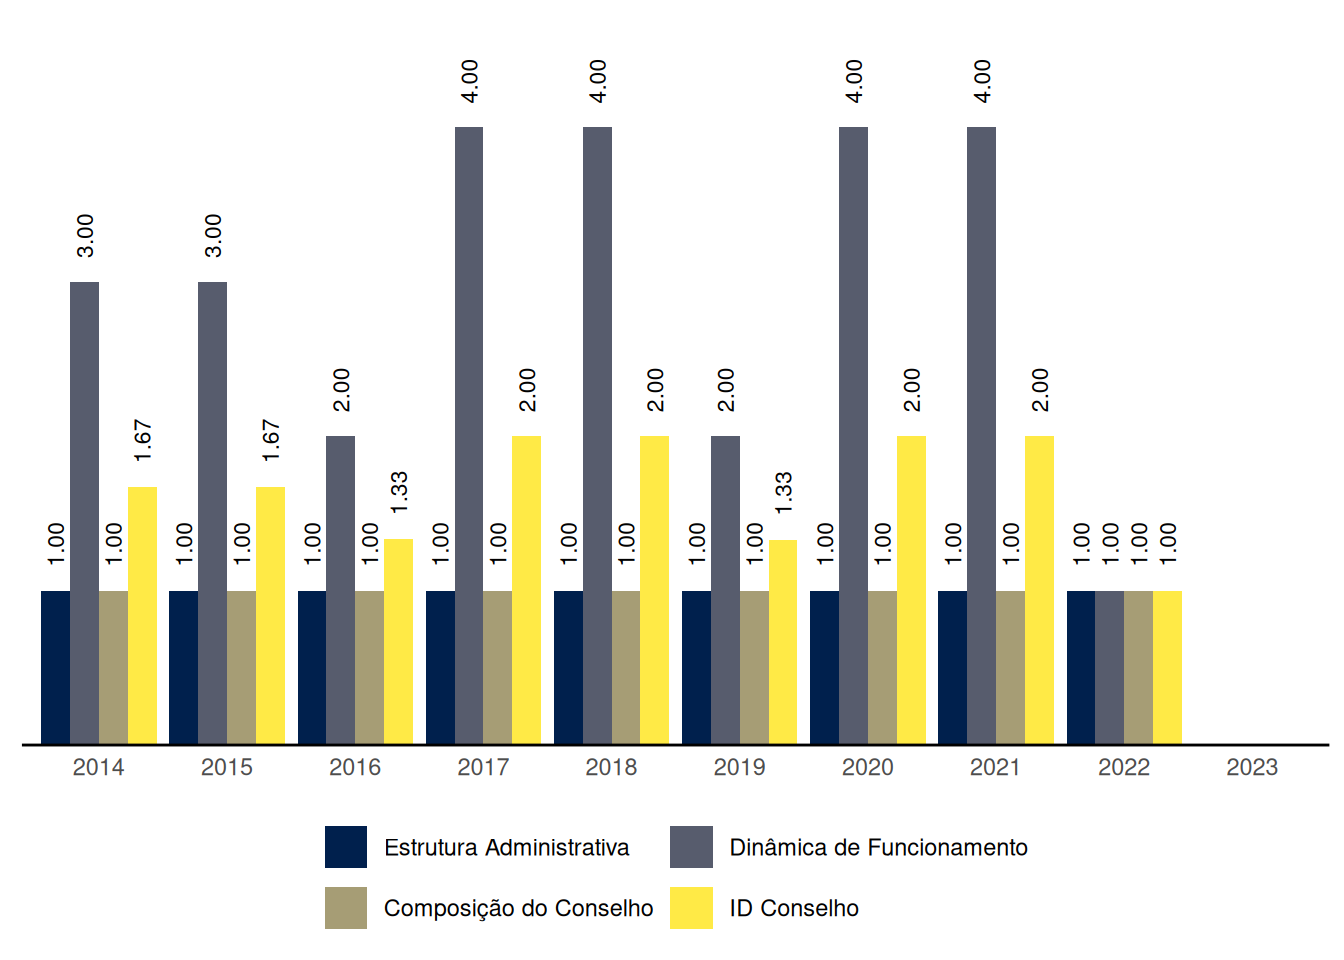 4.00 4.00 4.00 4.00
3.00 3.00
2.00 2.00 2.00 2.00 2.00 2.00
1.67 1.67
1.33 1.33
1.00 1.00 1.00 1.00 1.00 1.00 1.00 1.00 1.00 1.00 1.00 1.00 1.00 1.00 1.00 1.00 1.00 1.00 1.00 1.00
2014 2015 2016 2017 2018 2019 2020 2021 2022 2023
Estrutura Administrativa Dinâmica de Funcionamento
Composição do Conselho ID Conselho